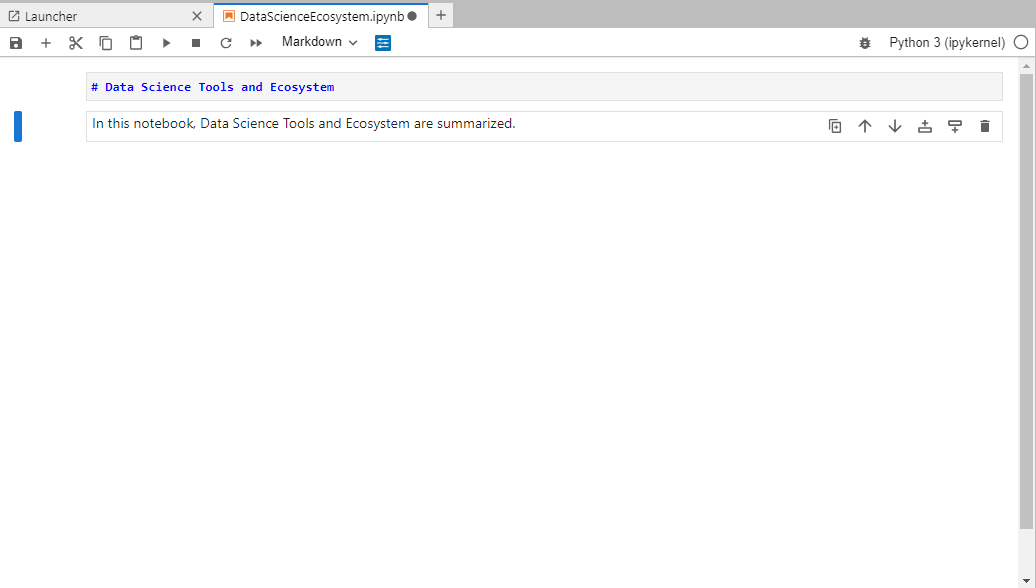 Launcher
DataScienceEcosystem.ipynb
Markdown
Python 3 (ipykernel)
# Data Science Tools and Ecosystem
In this notebook, Data Science Tools and Ecosystem are summarized.